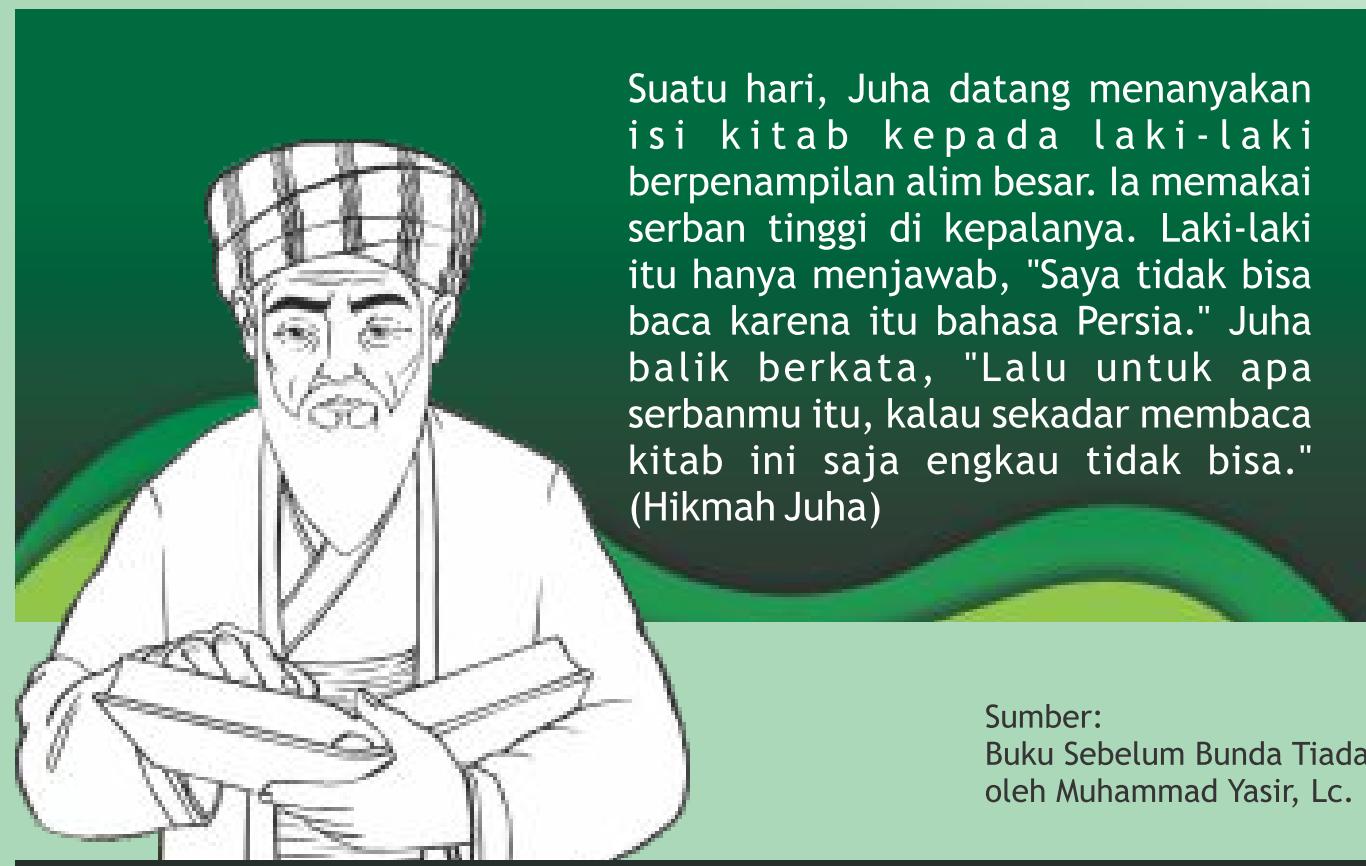 Suatu hari, Juha datang menanyakan
isi kitab kepada laki-laki
berpenampilan alim besar. Ia memakai
serban tinggi di kepalanya. Laki-laki
itu hanya menjawab, "Saya tidak bisa
baca karena itu bahasa Persia." Juha
balik berkata, "Lalu untuk apa
serbanmu itu, kalau sekadar membaca
kitab ini saja engkau tidak bisa."
(Hikmah Juha)
Sumber:
Buku Sebelum Bunda Tiada
oleh Muhammad Yasir, Lc.